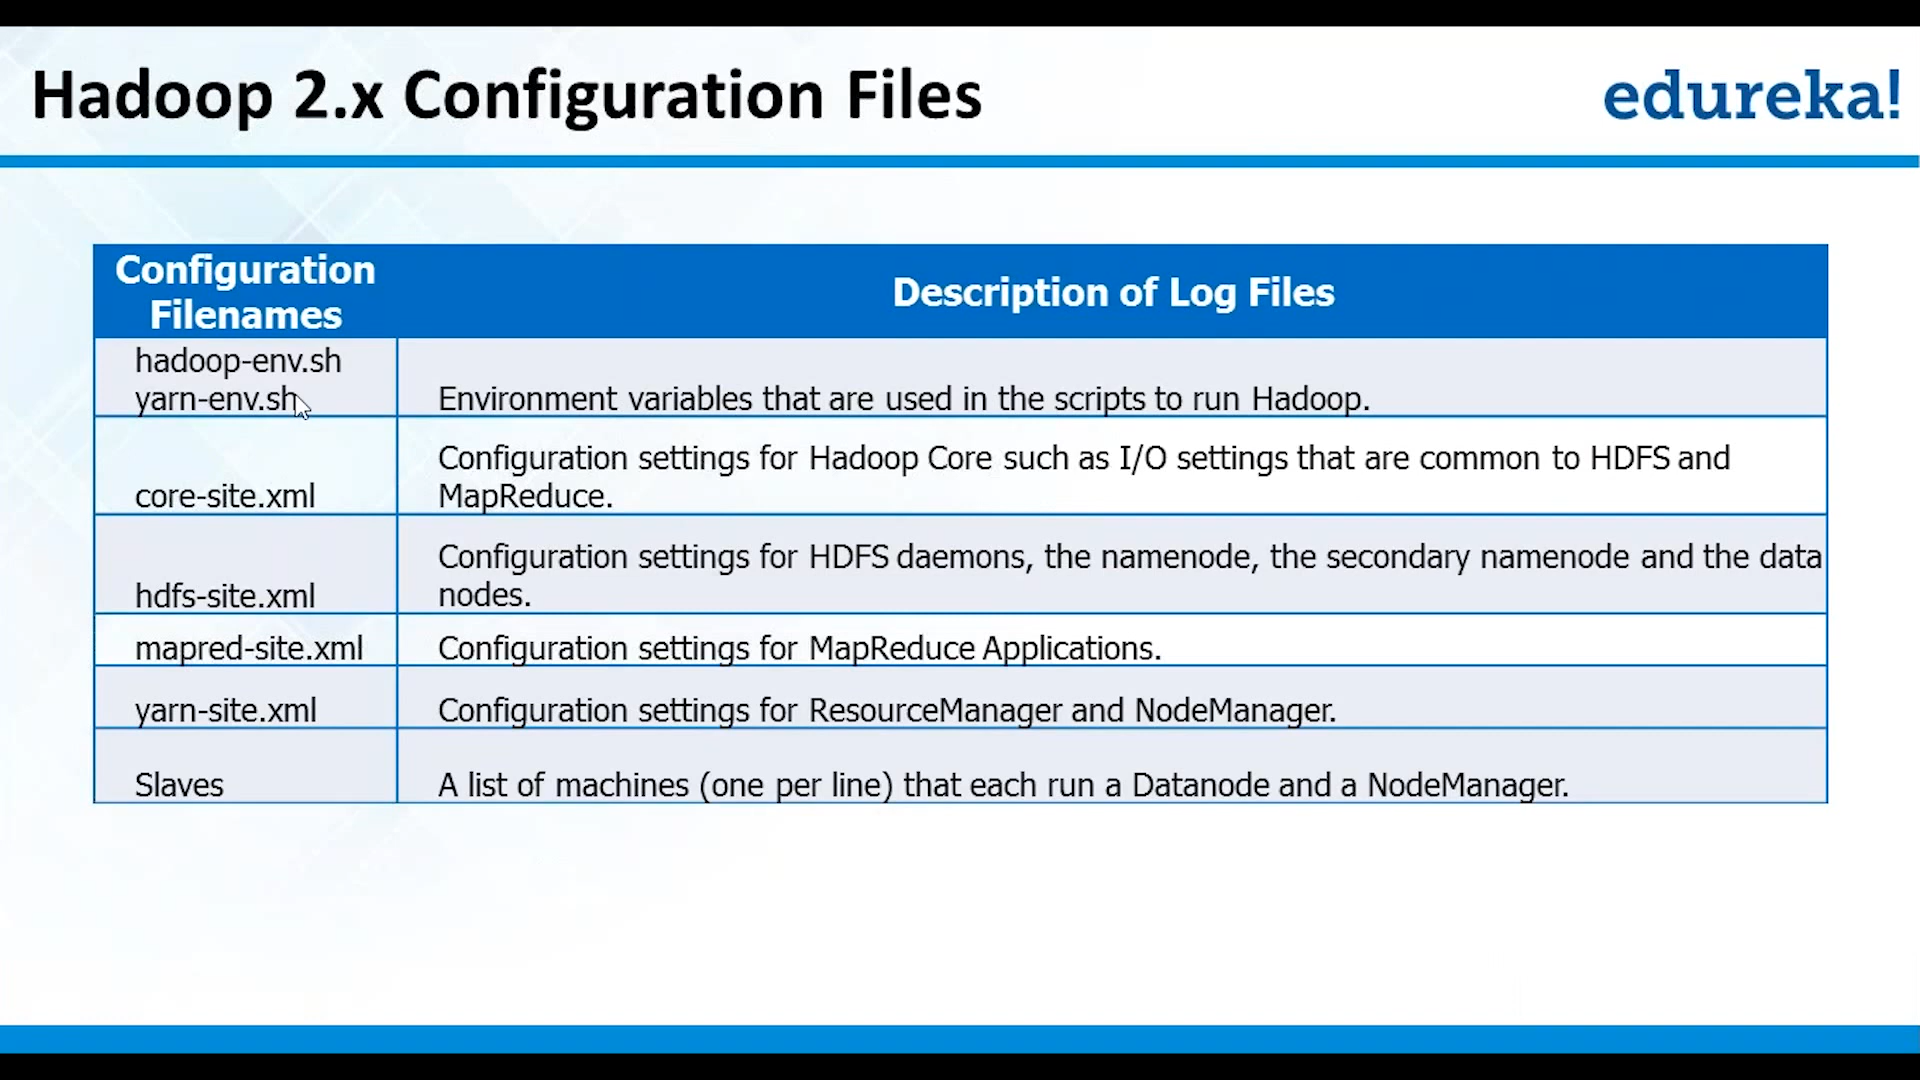 Hadoop 2.x Configuration Files
edureka!
Configuration
Filenames
Description of Log Files
hadoop-env.sh
yarn-env.sh
Environment variables that are used in the scripts to run Hadoop.
core-site.xml
Configuration settings for Hadoop Core such as I/O settings that are common to HDFS and
MapReduce.
hdfs-site.xml
Configuration settings for HDFS daemons, the namenode, the secondary namenode and the data
nodes.
mapred-site.xml
Configuration settings for MapReduce Applications.
yarn-site.xml
Configuration settings for ResourceManager and NodeManager.
Slaves
A list of machines (one per line) that each run a Datanode and a NodeManager.